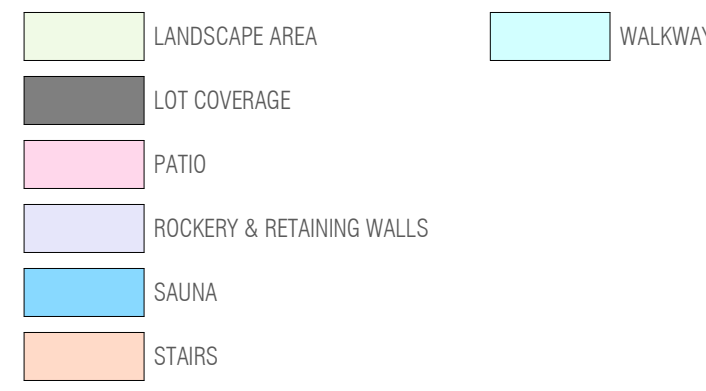 LANDSCAPE AREA
WALKWAY
LOT COVERAGE
PATIO
ROCKERY & RETAINING WALLS
SAUNA
STAIRS